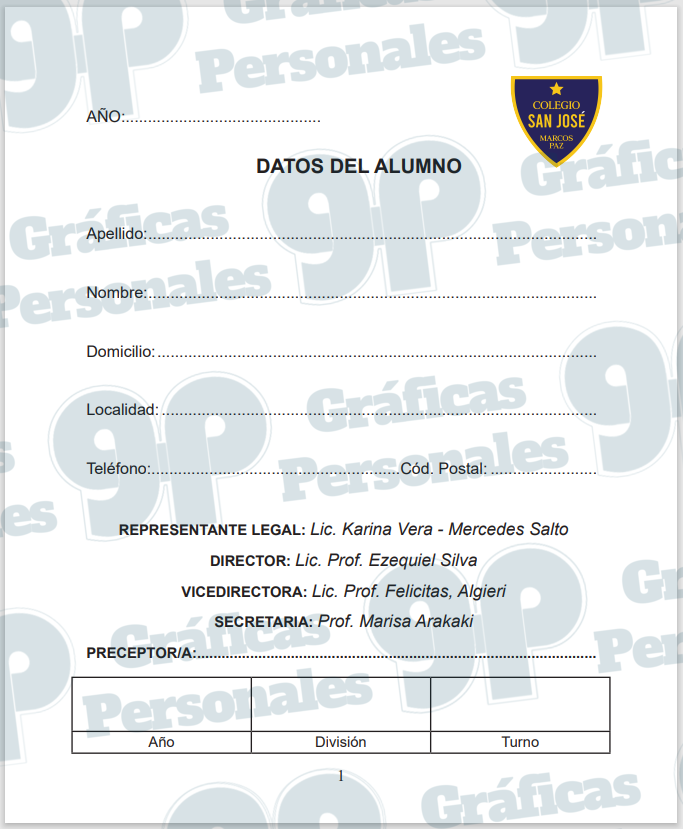 AÑO:............................................
COLEGIO
SAN JOSÉ
MARCOS
PAZ
DATOS DEL ALUMNO
Apellido:....................................................................................................
Nombre:....................................................................................................
Domicilio:..................................................................................................
Localidad:.................................................................................................
Teléfono:........................................................Cód. Postal:........................
REPRESENTANTE LEGAL: Lic. Karina Vera - Mercedes Salto
DIRECTOR: Lic. Prof. Ezequiel Silva
VICEDIRECTORA: Lic. Prof. Felicitas, Algieri
SECRETARIA: Prof. Marisa Arakaki
PRECEPTOR/A:....................................................................................
Año División Turno
1
gp
Gráficas
Personales